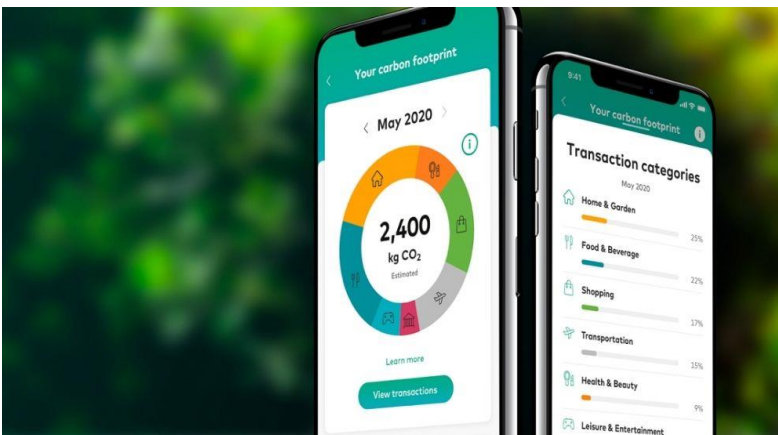 Your carbon footprint
May 2020
2,400
kg CO₂
Estimated
Learn more
View transactions
9:41
Your carbon footprint
Transaction categories
May 2020
Home & Garden
25%
Food & Beverage
22%
Shopping
17%
Transportation
15%
Health & Beauty
9%
Leisure & Entertainment